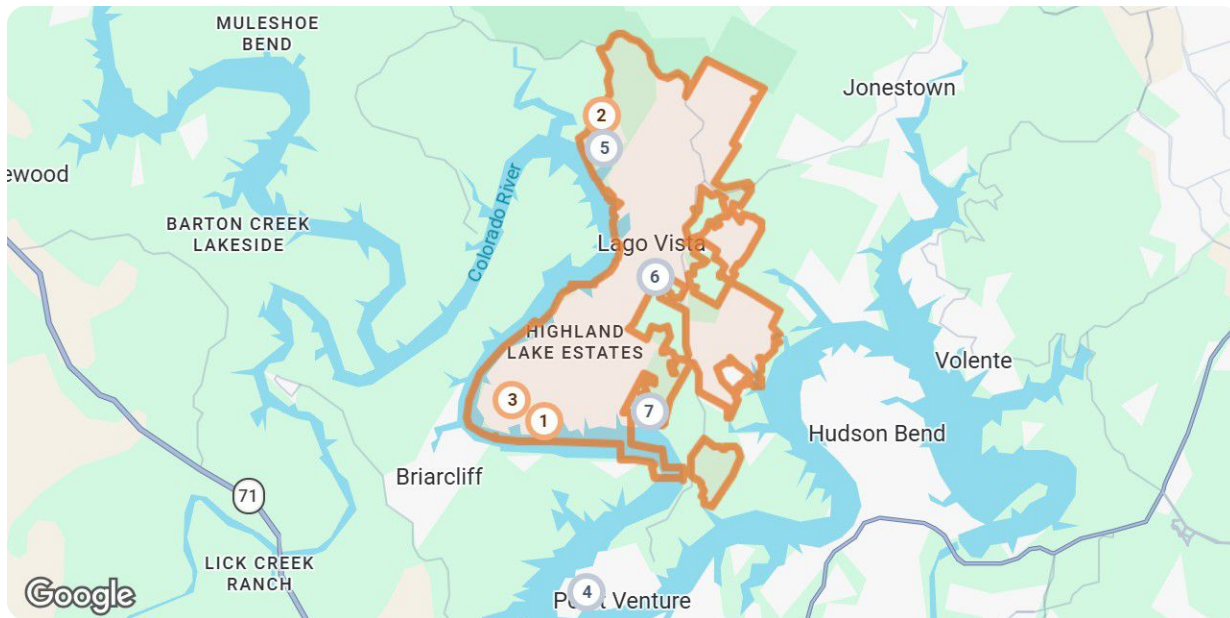 MULESHOE
BEND
Jonestown
2
5
ewood
Colorado River
BARTON CREEK
LAKESIDE
Lago Vista
6
HIGHLAND
LAKE ESTATES
Volente
3
1
7
Hudson Bend
Briarcliff
71
LICK CREEK
RANCH
Google
4
Point Venture